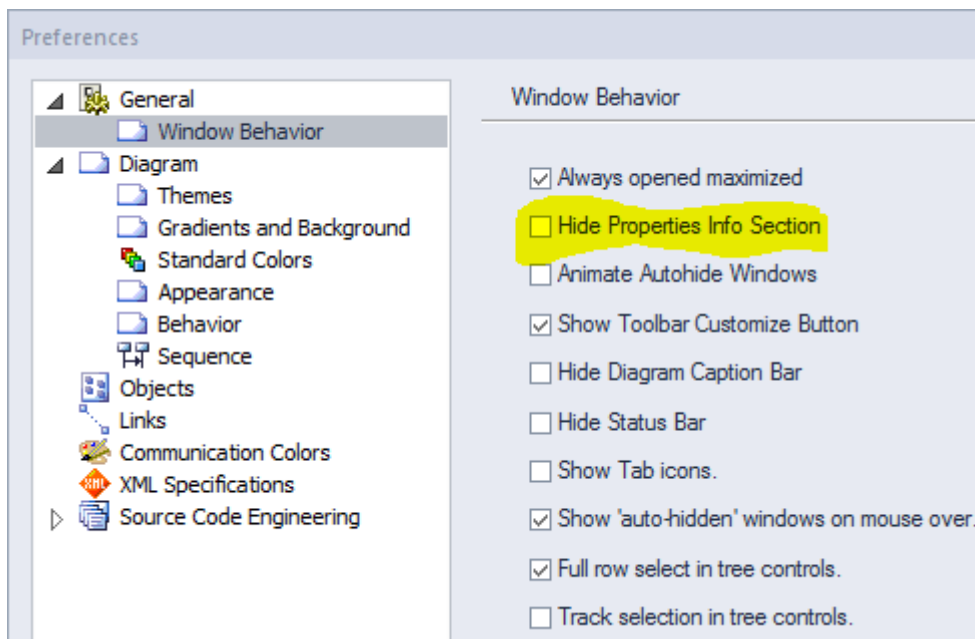 Preferences
General
Window Behavior
Diagram
Themes
Gradients and Background
Standard Colors
Appearance
Behavior
Sequence
Objects
Links
Communication Colors
XML
XML Specifications
Source Code Engineering
Window Behavior
Always opened maximized
Hide Properties Info Section
Animate Autohide Windows
Show Toolbar Customize Button
Hide Diagram Caption Bar
Hide Status Bar
Show Tab icons.
Show 'auto-hidden' windows on mouse over.
Full row select in tree controls.
Track selection in tree controls.